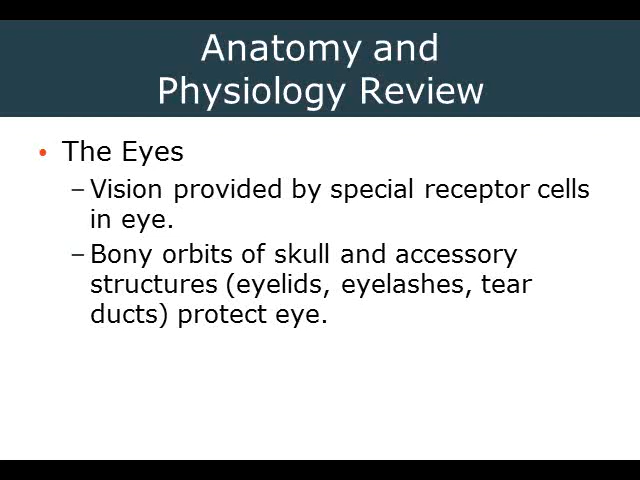 Anatomy and
Physiology Review
• The Eyes
– Vision provided by special receptor cells
in eye.
– Bony orbits of skull and accessory
structures (eyelids, eyelashes, tear
ducts) protect eye.